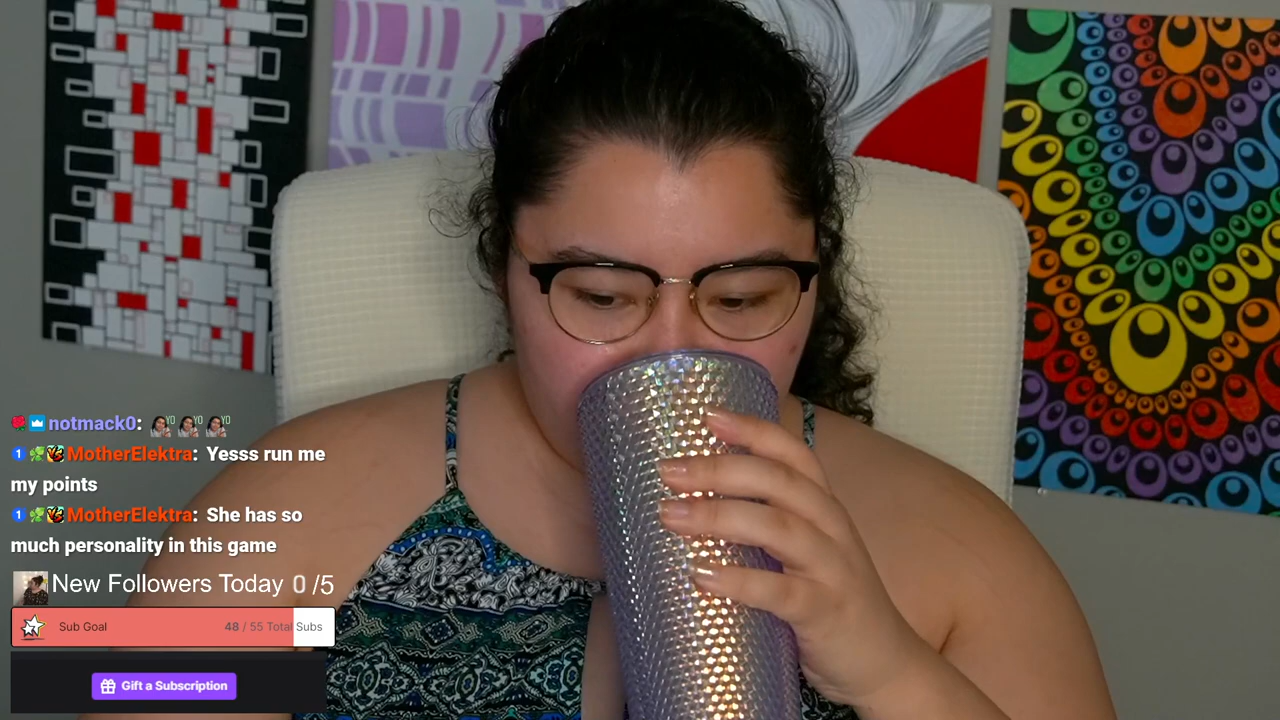 notmack0:
MotherElektra: Yesss run me
my points
MotherElektra: She has so
much personality in this game
New Followers Today 0 /5
Sub Goal 48 / 55 Total Subs
Gift a Subscription